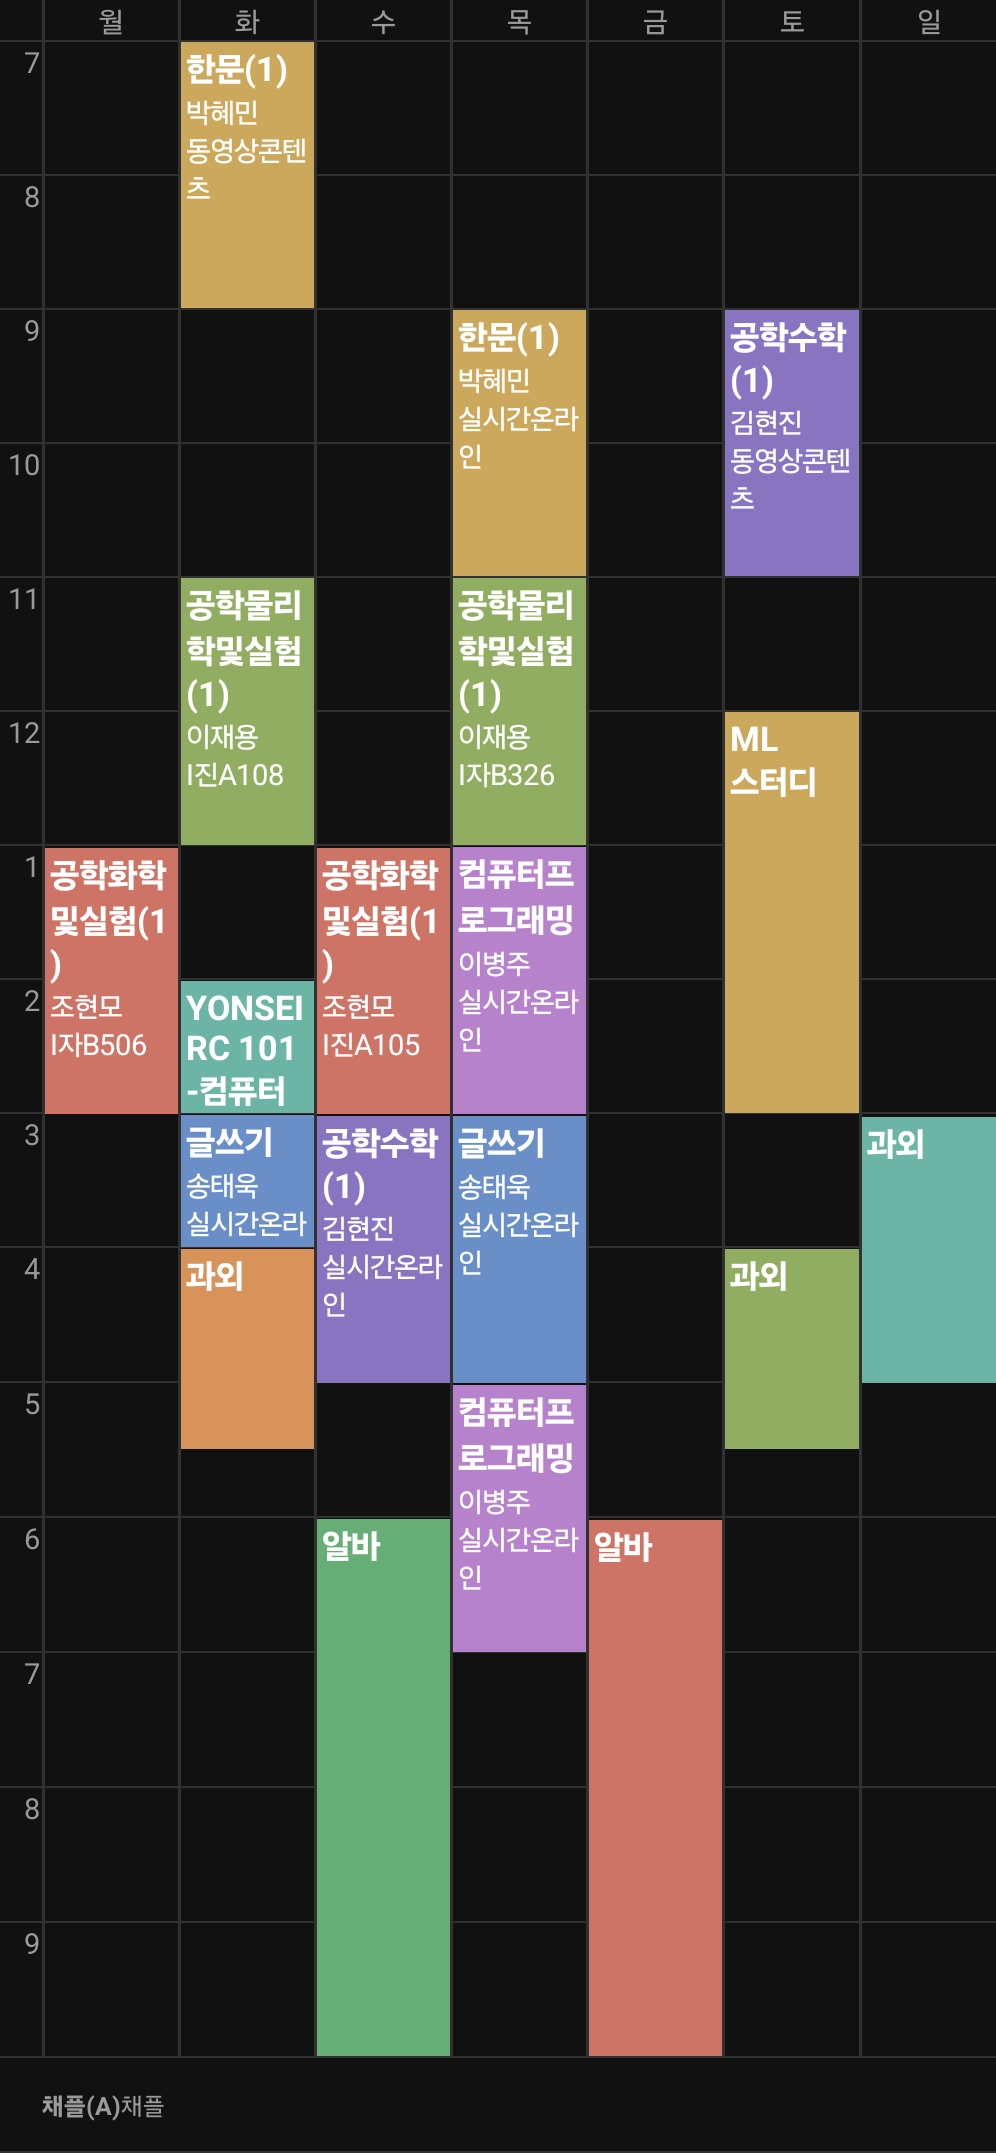 월 화 수 목 금 토 일
7
한문(1)
박혜민
동영상콘텐
츠
8
9
한문(1)
박혜민
실시간온라
인
공학수학
(1)
김현진
동영상콘텐
츠
10
11
공학물리
학및실험
(1)
이재용
I진A108
공학물리
학및실험
(1)
이재용
I자B326
12
ML
스터디
1
공학화학
및실험(1
)
조현모
I자B506
공학화학
및실험(1
)
조현모
I진A105
컴퓨터프
로그래밍
이병주
실시간온라
인
2
YONSEI
RC 101
-컴퓨터
3
글쓰기
송태욱
실시간온라
공학수학
(1)
김현진
실시간온라
인
글쓰기
송태욱
실시간온라
인
과외
4
과외
과외
5
컴퓨터프
로그래밍
이병주
실시간온라
인
6
알바
알바
7
8
9
채플(A)채플